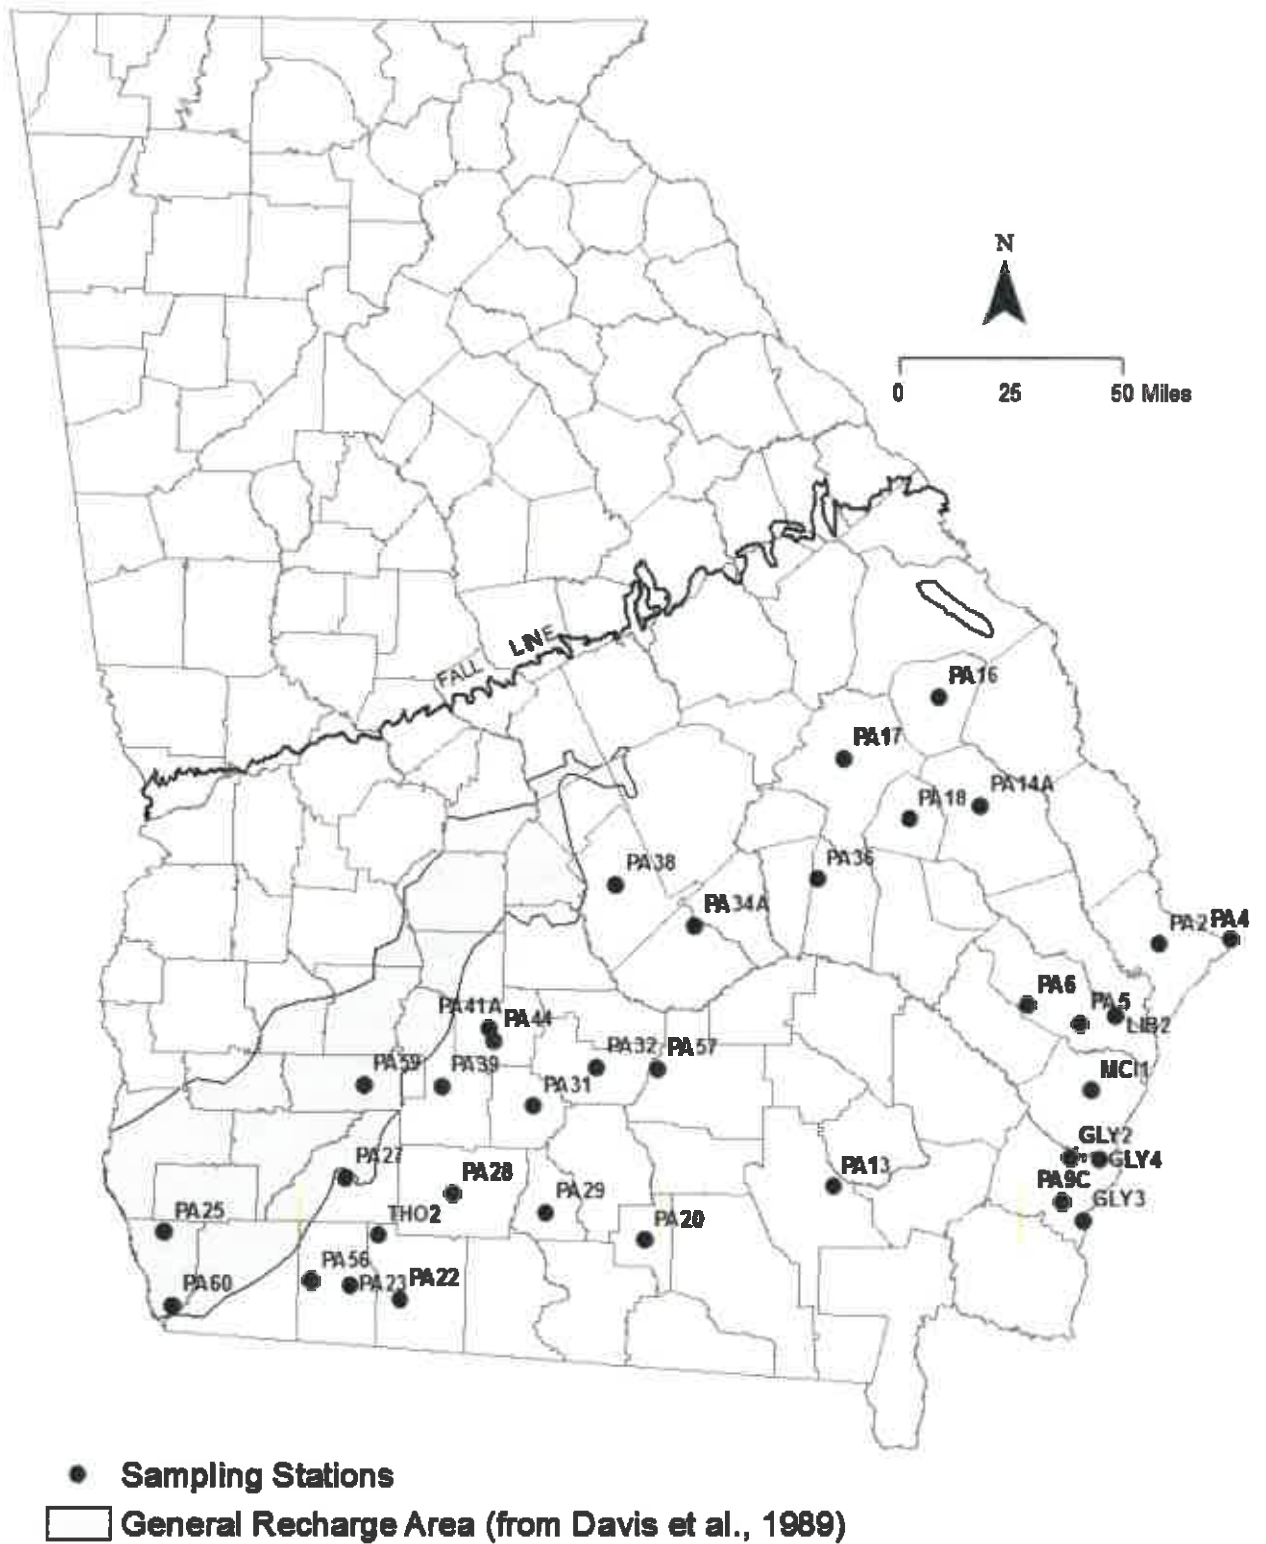 N
0 25 50 Miles
FALL LINE
PA16
PA17
PA14A
PA18
PA36
PA38
PA34A
PA2
PA4
PA6
PA5
LIB2
PA41A
PA44
PA32
PA57
PA59
PA39
PA31
MCI1
GLY2
GLY4
PA27
PA28
PA13
PA9C
GLY3
PA29
PA25
THO2
PA20
PA56
PA23
PA22
PA60
Sampling Stations
General Recharge Area (from Davis et al., 1989)